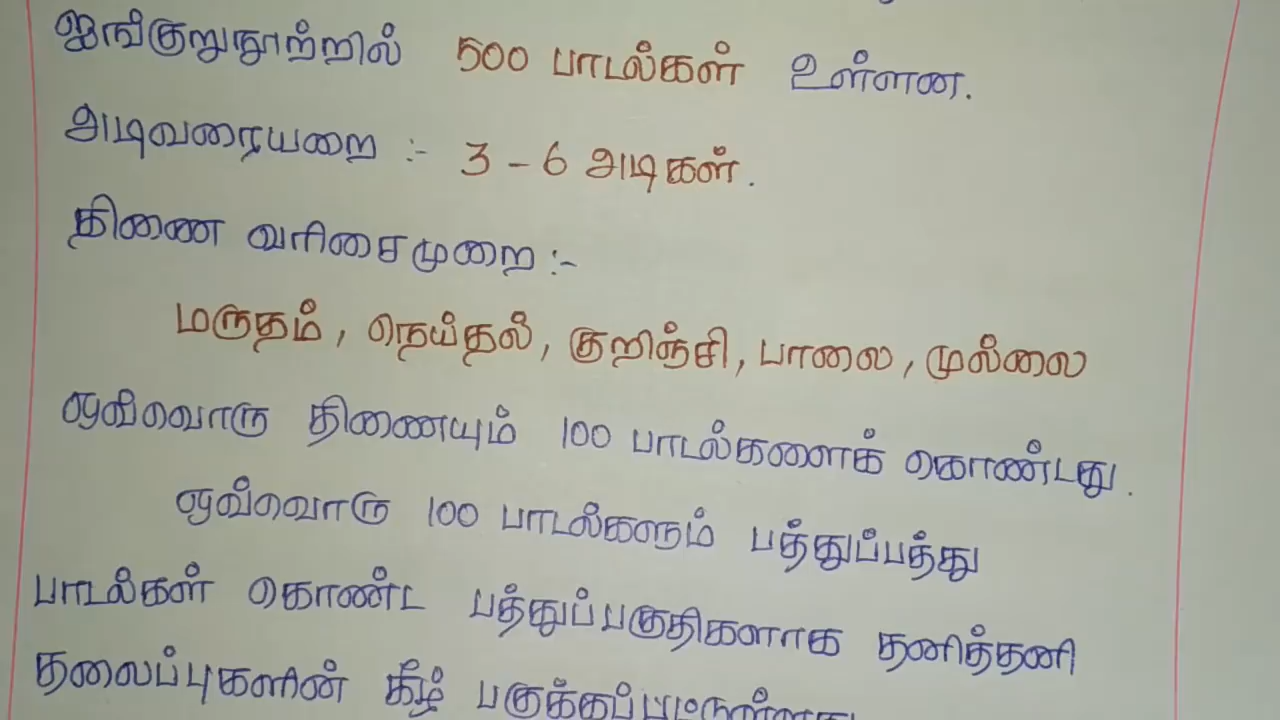 ஐங்குறுநூற்றில் 500 பாடல்கள் உள்ளன.
அடிவரையறை :- 3 - 6 அடிகள்.
திணை வரிசைமுறை :-
மருதம், நெய்தல், குறிஞ்சி, பாலை, முல்லை
ஒவ்வொரு திணையும் 100 பாடல்களைக் கொண்டது.
ஒவ்வொரு 100 பாடல்களும் பத்துப்பத்து
பாடல்கள் கொண்ட பத்துப்பகுதிகளாக தனித்தனி
தலைப்புகளின் கீழ்